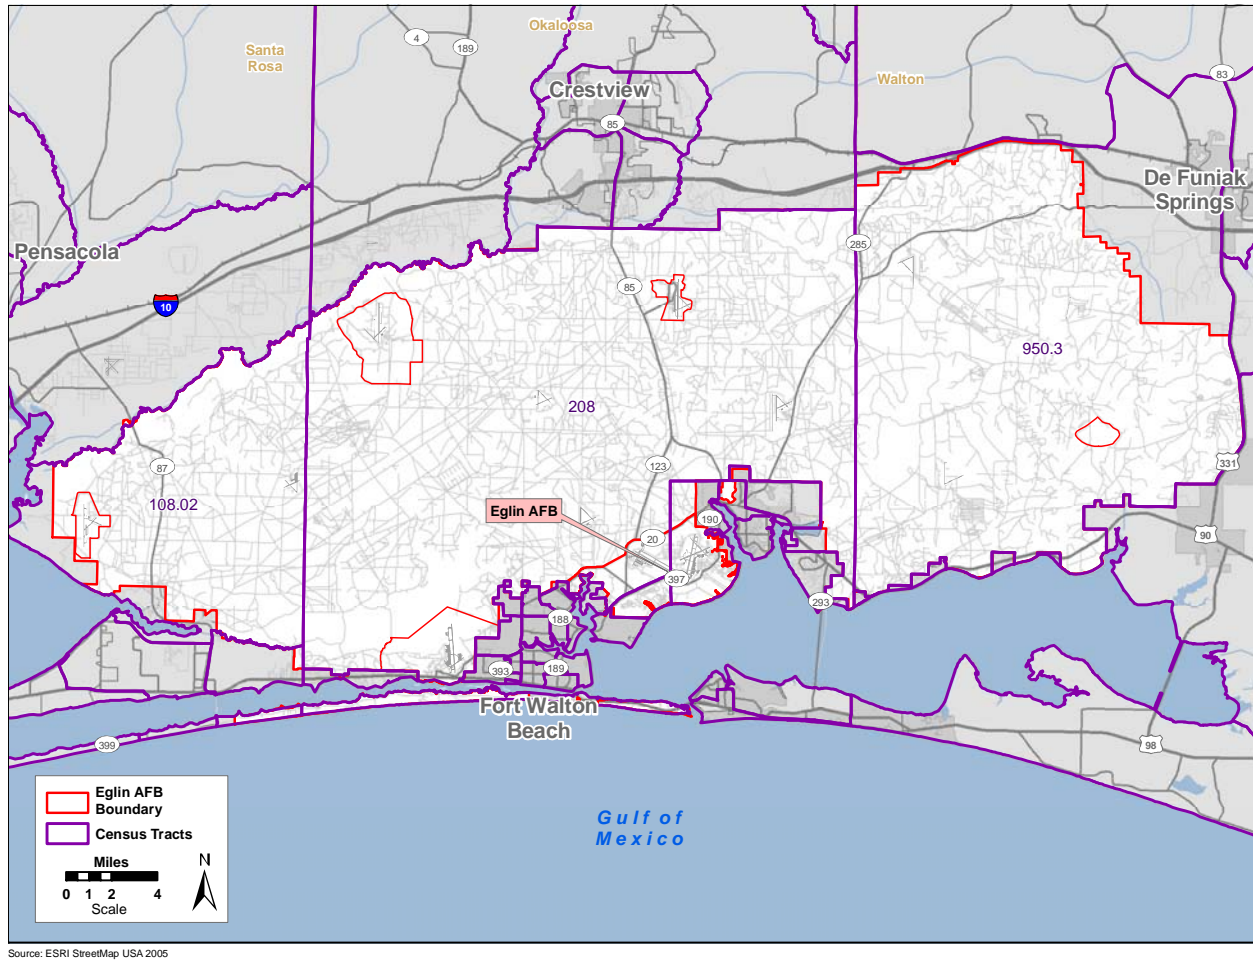 Okaloosa
4
189
Santa
Rosa
83
Walton
Crestview
85
De Funiak
Springs
285
Pensacola
85
10
950.3
208
123
331
87
108.02
Eglin AFB
190
90
20
397
293
188
393
189
Fort Walton
Beach
399
98
Eglin AFB
Boundary
Census Tracts
Miles
0 1 2 4
Scale
N
Gulf of
Mexico
Source: ESRI StreetMap USA 2005